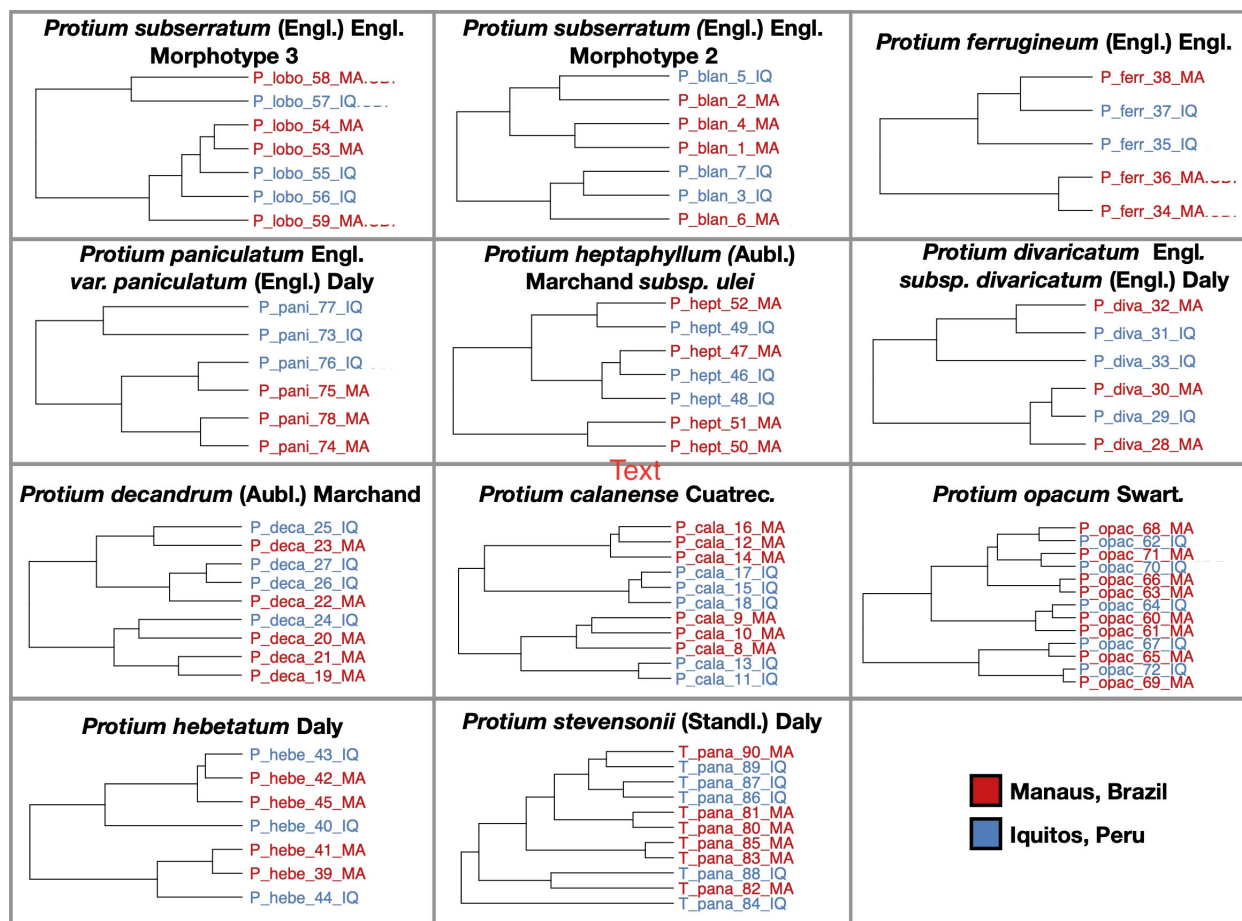 Protium subserratum (Engl.) Engl.
Morphotype 3
P_lobo_58_MA
P_lobo_57_IQ
P_lobo_54_MA
P_lobo_53_MA
P_lobo_55_IQ
P_lobo_56_IQ
P_lobo_59_MA
Protium subserratum (Engl.) Engl.
Morphotype 2
P_blan_5_IQ
P_blan_2_MA
P_blan_4_MA
P_blan_1_MA
P_blan_7_IQ
P_blan_3_IQ
P_blan_6_MA
Protium ferrugineum (Engl.) Engl.
P_ferr_38_MA
P_ferr_37_IQ
P_ferr_35_IQ
P_ferr_36_MA
P_ferr_34_MA
Protium paniculatum Engl.
var. paniculatum (Engl.) Daly
P_pani_77_IQ
P_pani_73_IQ
P_pani_76_IQ
P_pani_75_MA
P_pani_78_MA
P_pani_74_MA
Protium heptaphyllum (Aubl.)
Marchand subsp. ulei
P_hept_52_MA
P_hept_49_IQ
P_hept_47_MA
P_hept_46_IQ
P_hept_48_IQ
P_hept_51_MA
P_hept_50_MA
Protium divaricatum Engl.
subsp. divaricatum (Engl.) Daly
P_diva_32_MA
P_diva_31_IQ
P_diva_33_IQ
P_diva_30_MA
P_diva_29_IQ
P_diva_28_MA
Text
Protium decandrum (Aubl.) Marchand
P_deca_25_IQ
P_deca_23_MA
P_deca_27_IQ
P_deca_26_IQ
P_deca_22_MA
P_deca_24_IQ
P_deca_20_MA
P_deca_21_MA
P_deca_19_MA
Protium calanense Cuatrec.
P_cala_16_MA
P_cala_12_MA
P_cala_14_MA
P_cala_17_IQ
P_cala_15_IQ
P_cala_18_IQ
P_cala_9_MA
P_cala_10_MA
P_cala_8_MA
P_cala_13_IQ
P_cala_11_IQ
Protium opacum Swart.
P_opac_68_MA
P_opac_62_IQ
P_opac_71_MA
P_opac_70_IQ
P_opac_66_MA
P_opac_63_MA
P_opac_64_IQ
P_opac_60_MA
P_opac_61_MA
P_opac_67_IQ
P_opac_65_MA
P_opac_72_IQ
P_opac_69_MA
Protium hebetatum Daly
P_hebe_43_IQ
P_hebe_42_MA
P_hebe_45_MA
P_hebe_40_IQ
P_hebe_41_MA
P_hebe_39_MA
P_hebe_44_IQ
Protium stevensonii (Standl.) Daly
T_pana_90_MA
T_pana_89_IQ
T_pana_87_IQ
T_pana_86_IQ
T_pana_81_MA
T_pana_80_MA
T_pana_85_MA
T_pana_83_MA
T_pana_88_IQ
T_pana_82_MA
T_pana_84_IQ
Manaus, Brazil
Iquitos, Peru